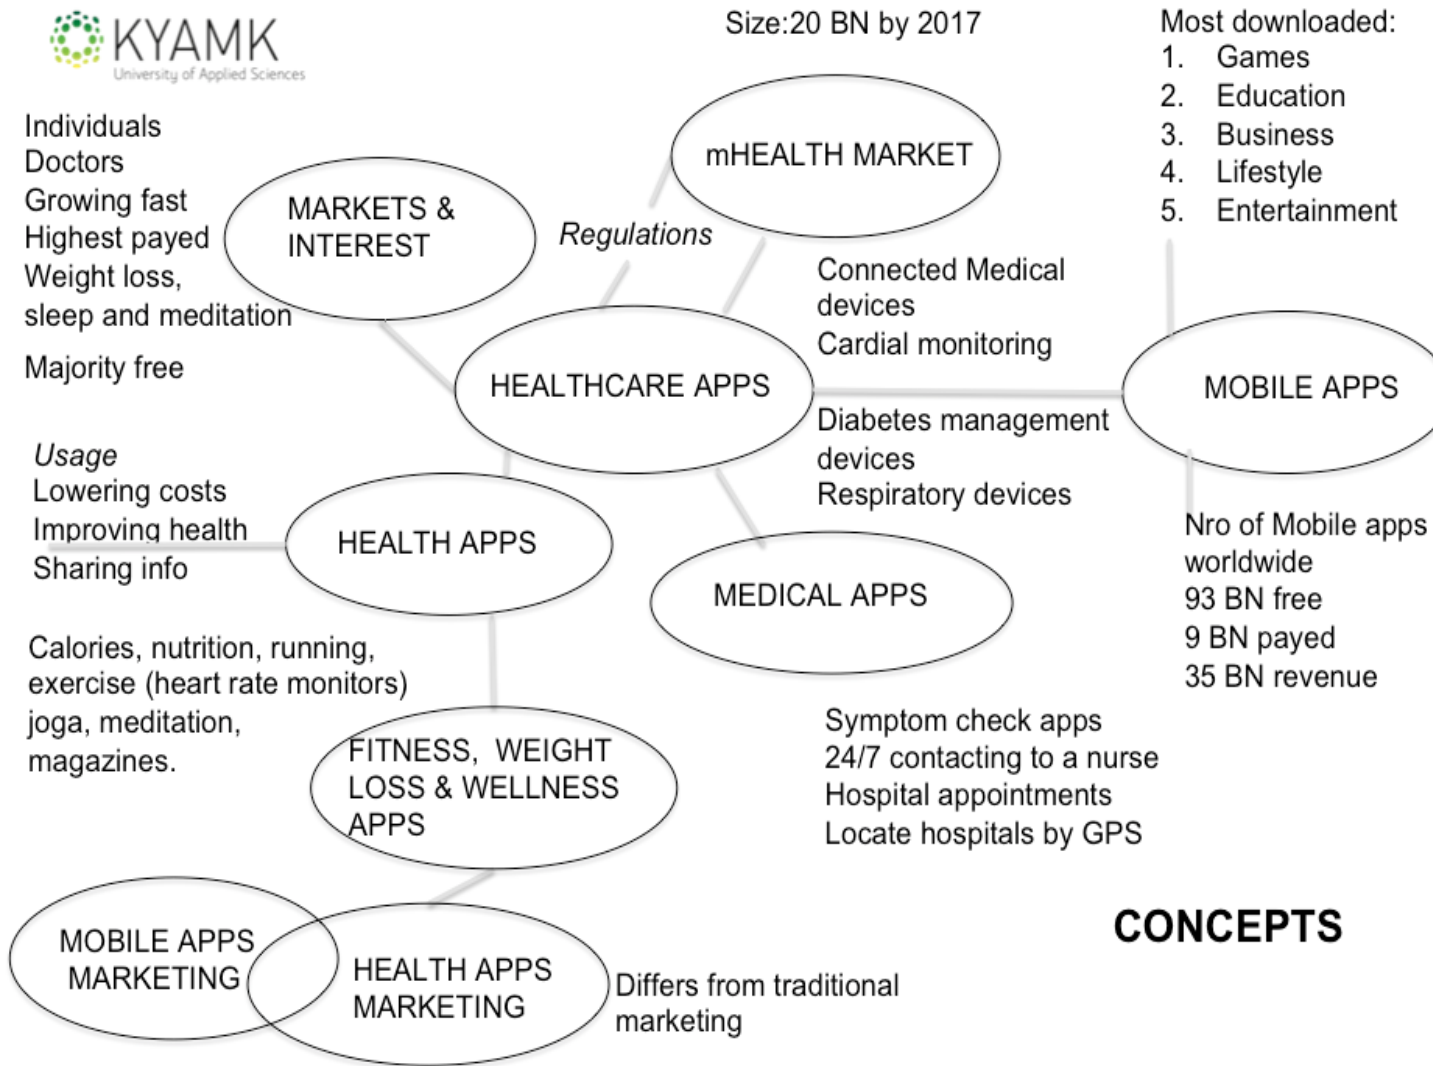 KYAMK
University of Applied Sciences
Size:20 BN by 2017
Most downloaded:
1. Games
2. Education
3. Business
4. Lifestyle
5. Entertainment
Individuals
Doctors
Growing fast
Highest payed
Weight loss,
sleep and meditation
Majority free
MARKETS &
INTEREST
mHEALTH MARKET
Regulations
Connected Medical
devices
Cardial monitoring
HEALTHCARE APPS
MOBILE APPS
Diabetes management
devices
Respiratory devices
Usage
Lowering costs
Improving health
Sharing info
HEALTH APPS
MEDICAL APPS
Nro of Mobile apps
worldwide
93 BN free
9 BN payed
35 BN revenue
Calories, nutrition, running,
exercise (heart rate monitors)
joga, meditation,
magazines.
FITNESS, WEIGHT
LOSS & WELLNESS
APPS
Symptom check apps
24/7 contacting to a nurse
Hospital appointments
Locate hospitals by GPS
MOBILE APPS
MARKETING
HEALTH APPS
MARKETING
Differs from traditional
marketing
CONCEPTS